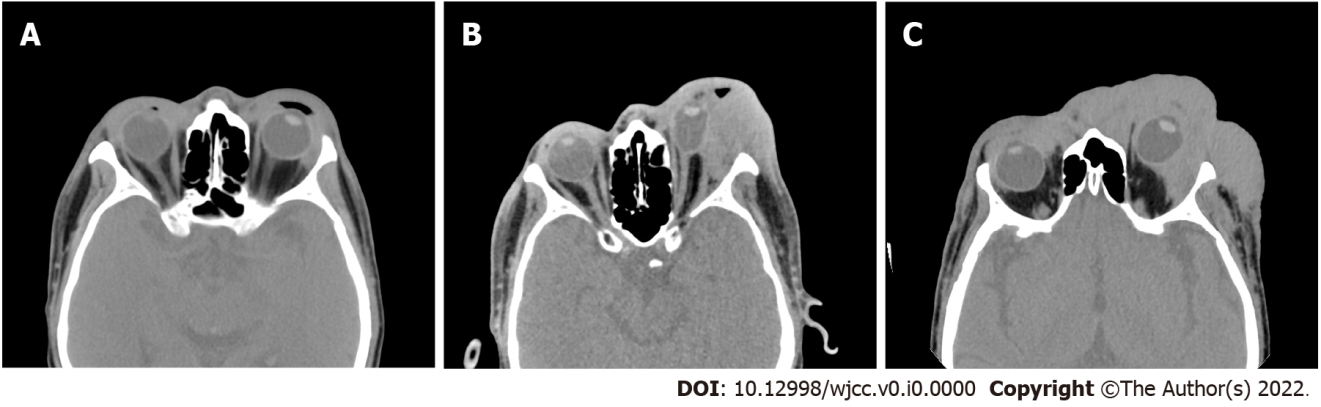 A
B
C
DOI: 10.12998/wjcc.v0.i0.0000 Copyright ©The Author(s) 2022.